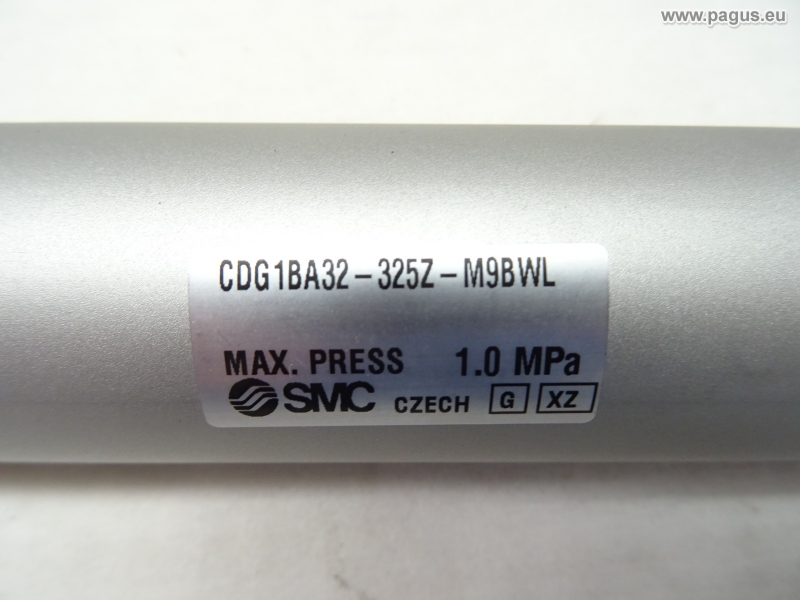 www.pagus.eu
CDG1BA32-325Z-M9BWL
MAX. PRESS 1.0 MPa
SMC CZECH G XZ